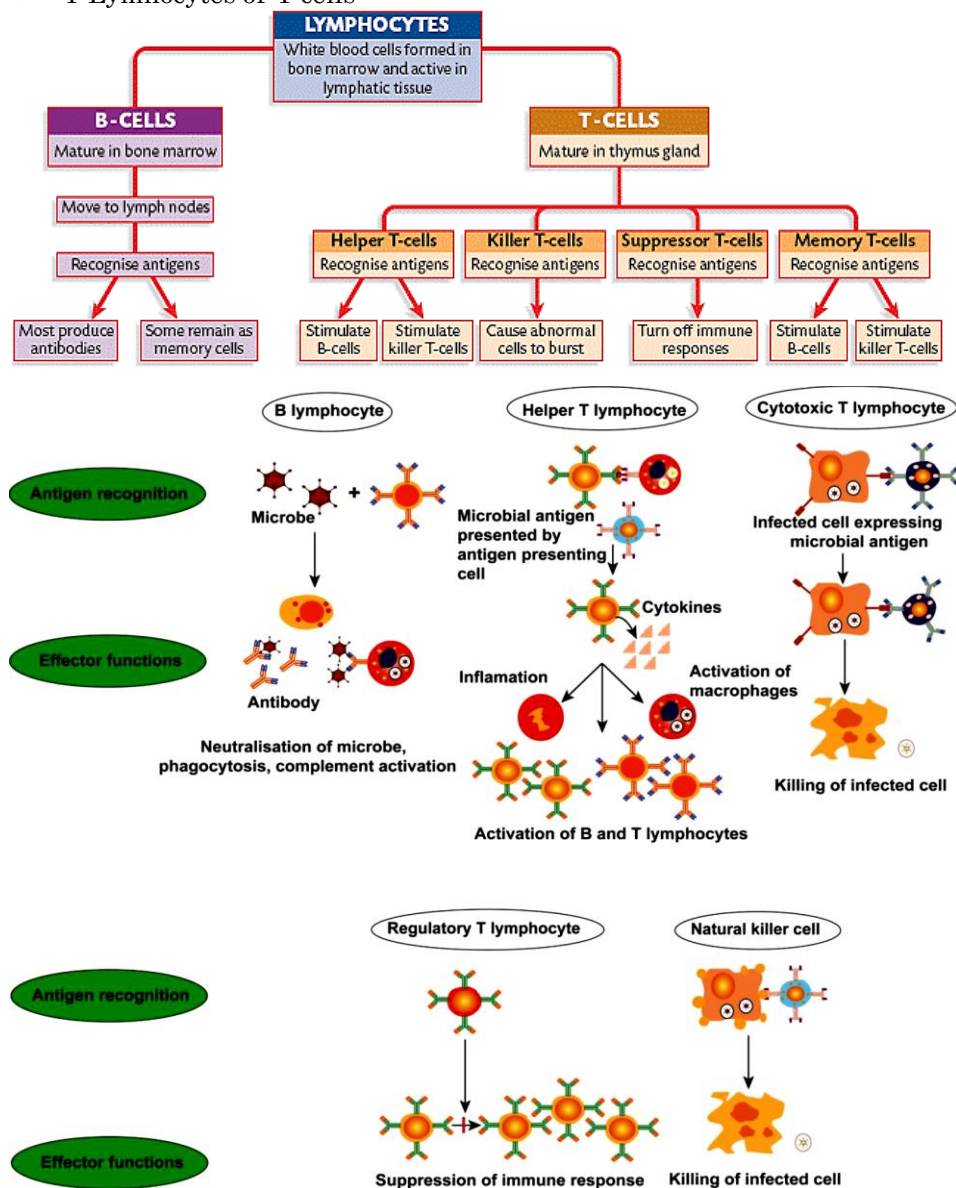 T Lymhocytes or T cells
LYMPHOCYTES
White blood cells formed in
bone marrow and active in
lymphatic tissue
B-CELLS
Mature in bone marrow
Move to lymph nodes
Recognise antigens
Most produce
antibodies
Some remain as
memory cells
T-CELLS
Mature in thymus gland
Helper T-cells
Recognise antigens
Stimulate
B-cells
Stimulate
killer T-cells
Killer T-cells
Recognise antigens
Cause abnormal
cells to burst
Suppressor T-cells
Recognise antigens
Turn off immune
responses
Memory T-cells
Recognise antigens
Stimulate
B-cells
Stimulate
killer T-cells
B lymphocyte
Helper T lymphocyte
Cytotoxic T lymphocyte
Antigen recognition
+
Microbe
Microbial antigen
presented by
antigen presenting
cell
Infected cell expressing
microbial antigen
Effector functions
Antibody
Neutralisation of microbe,
phagocytosis, complement activation
Cytokines
Inflamation
Activation of
macrophages
Activation of B and T lymphocytes
Killing of infected cell
Regulatory T lymphocyte
Natural killer cell
Antigen recognition
Effector functions
Suppression of immune response
Killing of infected cell